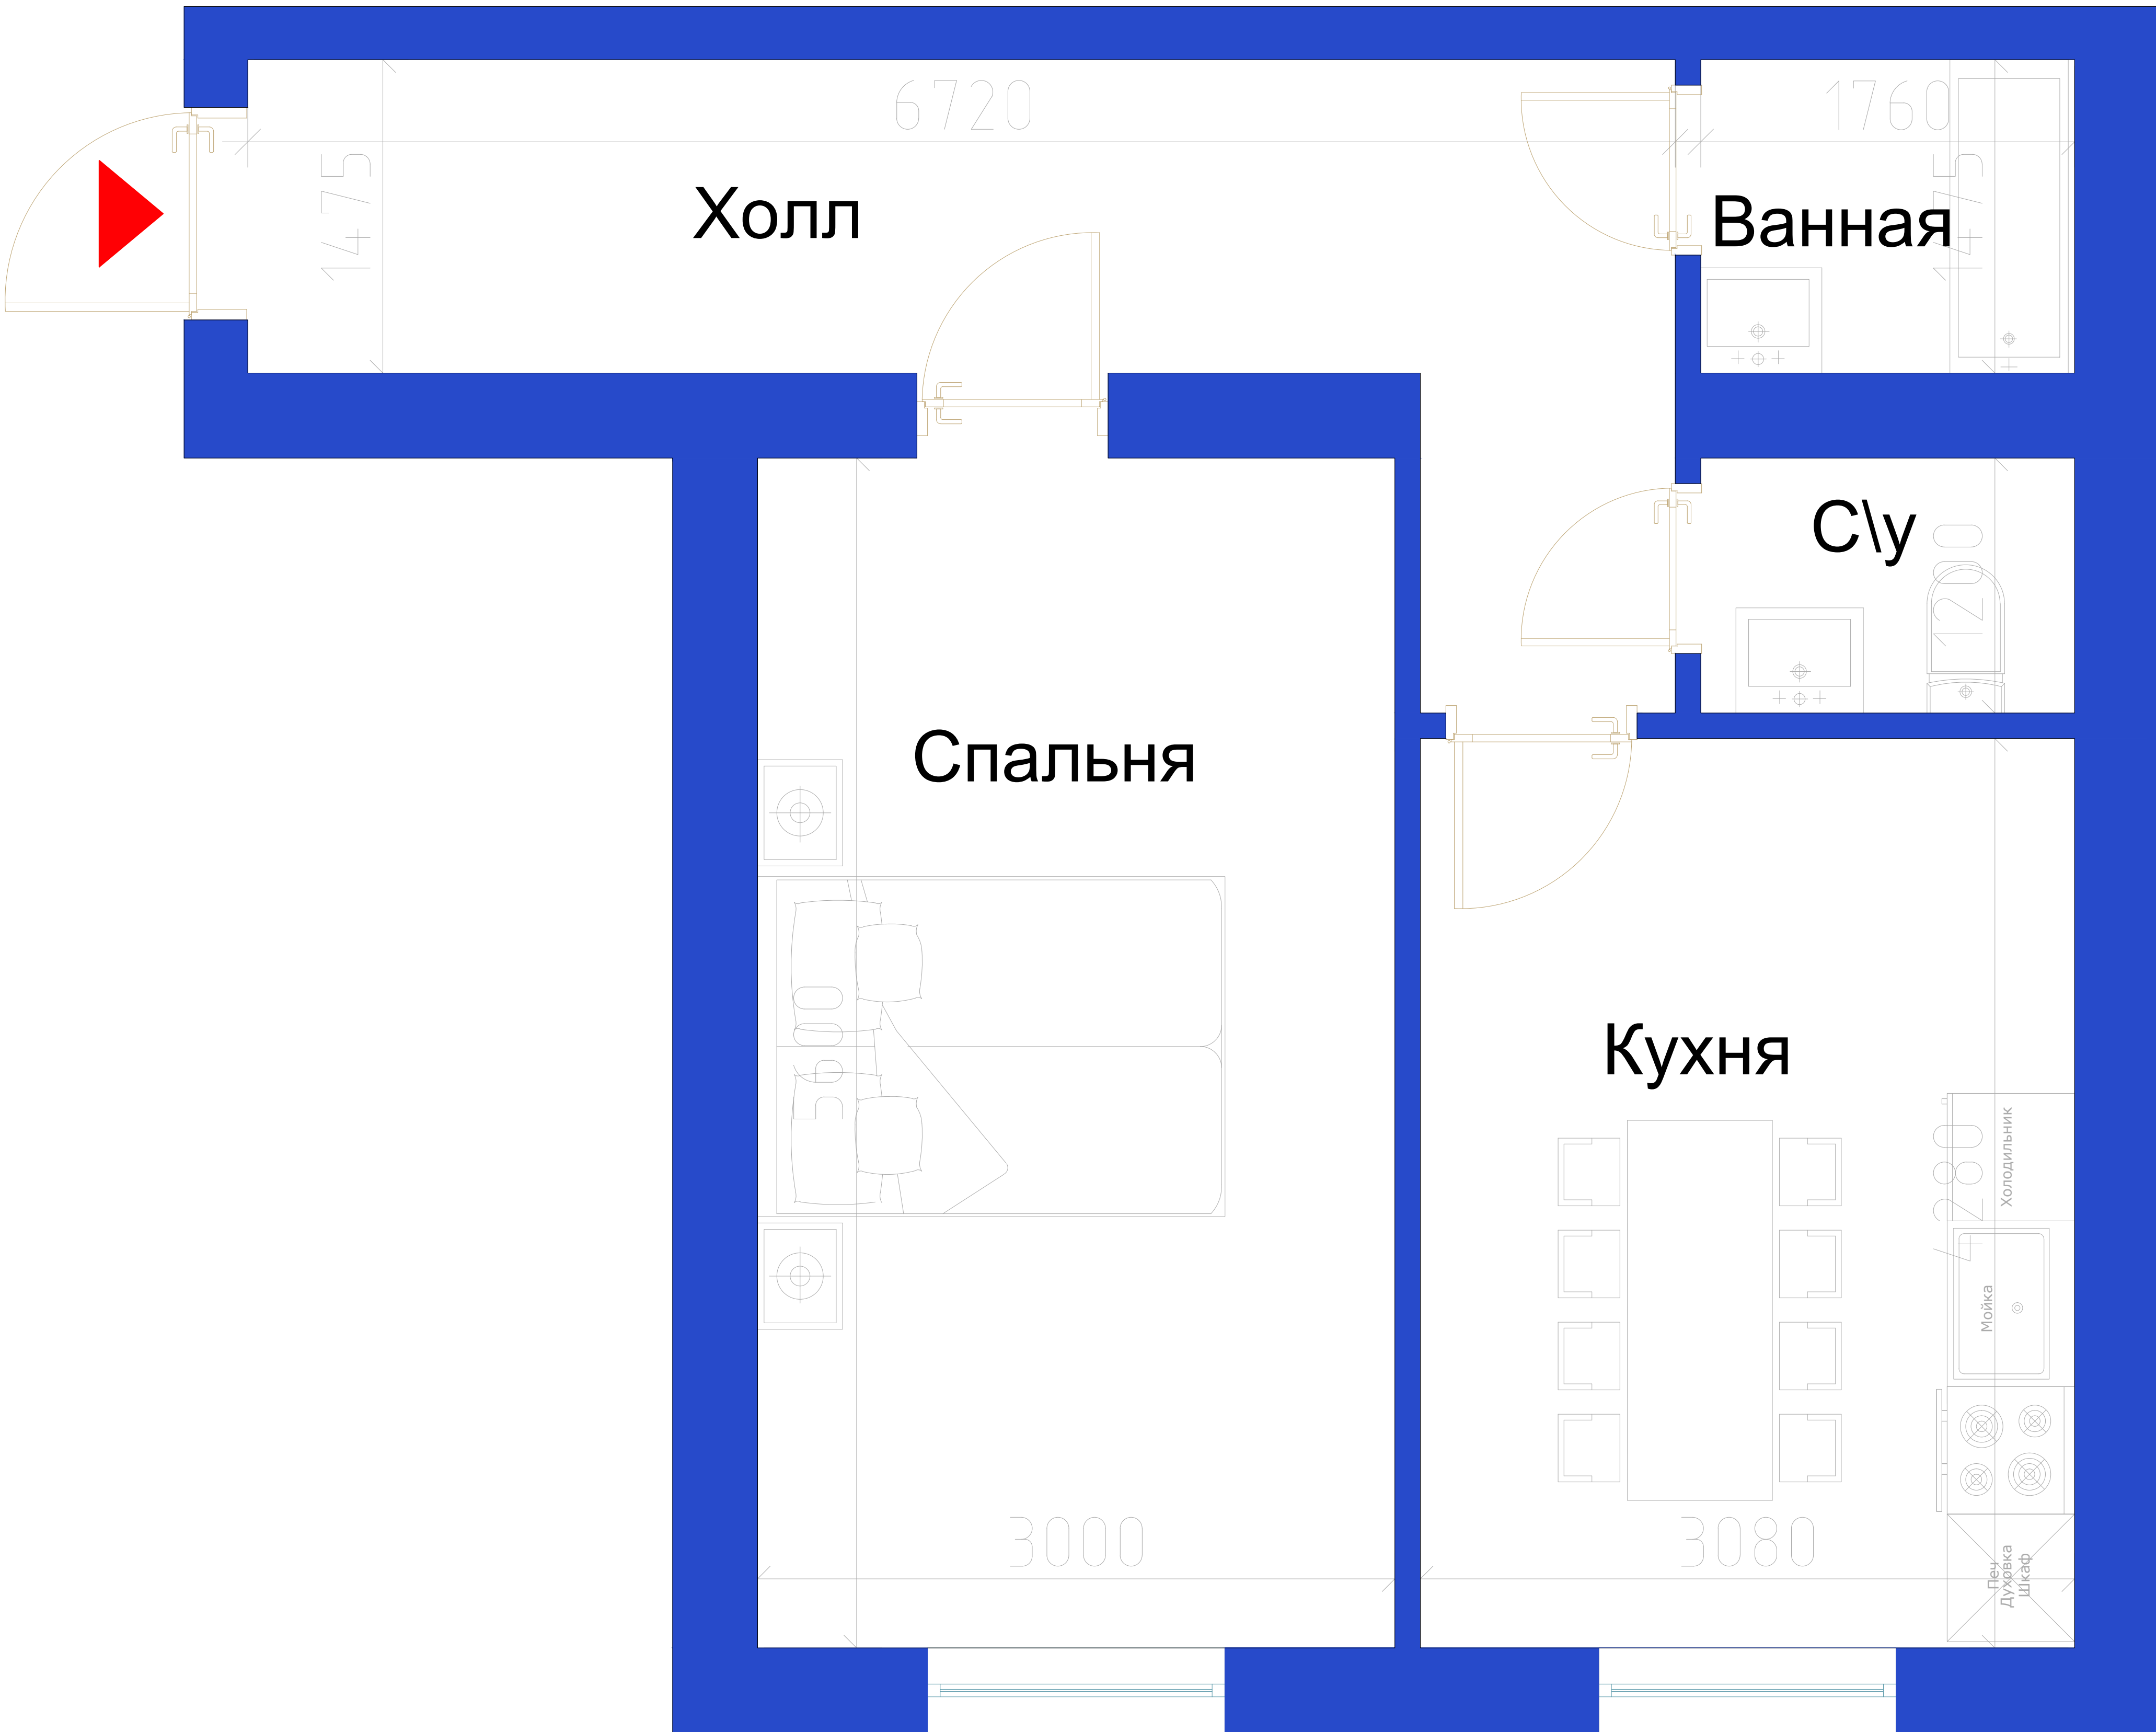 6720
1760
1475
1475
Холл
Ванная
С\у
1200
Спальня
5600
Кухня
Холодильник
4280
Мойка
3000
3080
Печ
Духовка
Шкаф